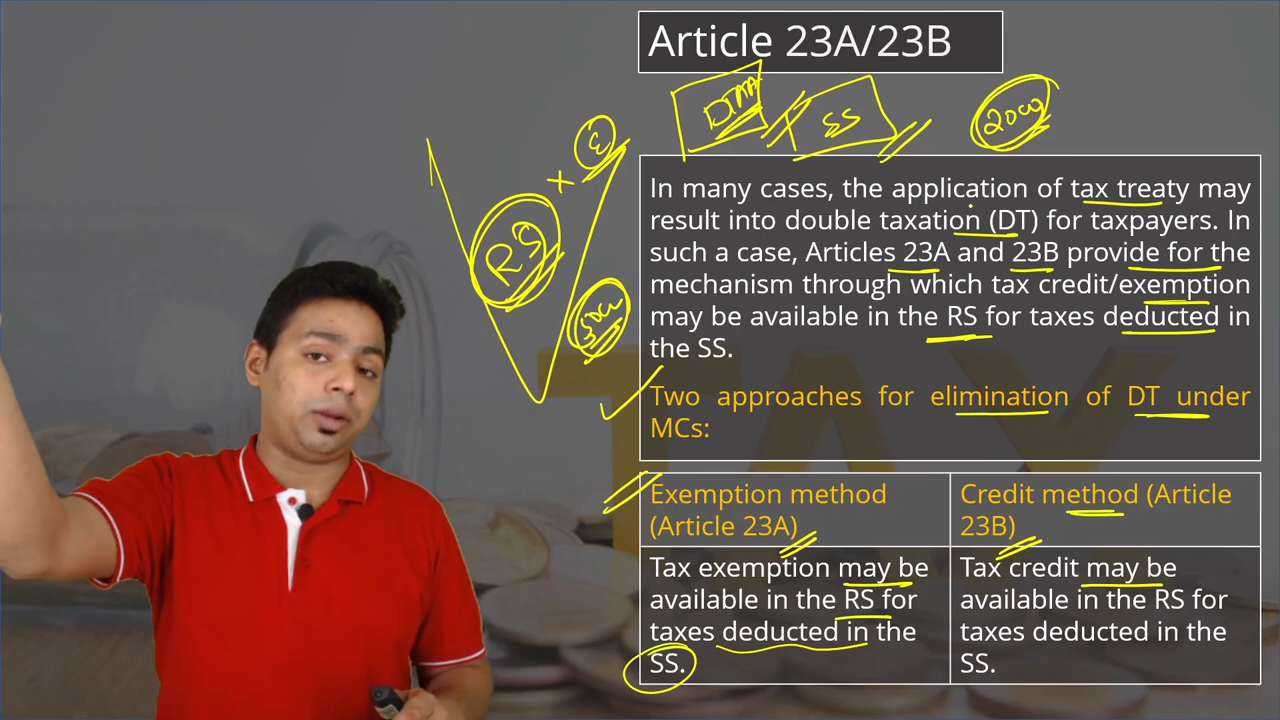 Article 23A/23B
DTAA
SS
In many cases, the application of tax treaty may
result into double taxation (DT) for taxpayers. In
such a case, Articles 23A and 23B provide for the
mechanism through which tax credit/exemption
may be available in the RS for taxes deducted in
the SS.
Two approaches for elimination of DT under
MCs:
Exemption method
(Article 23A)
Tax exemption may be
available in the RS for
taxes deducted in the
SS.
Credit method (Article
23B)
Tax credit may be
available in the RS for
taxes deducted in the
SS.
RS
TAX